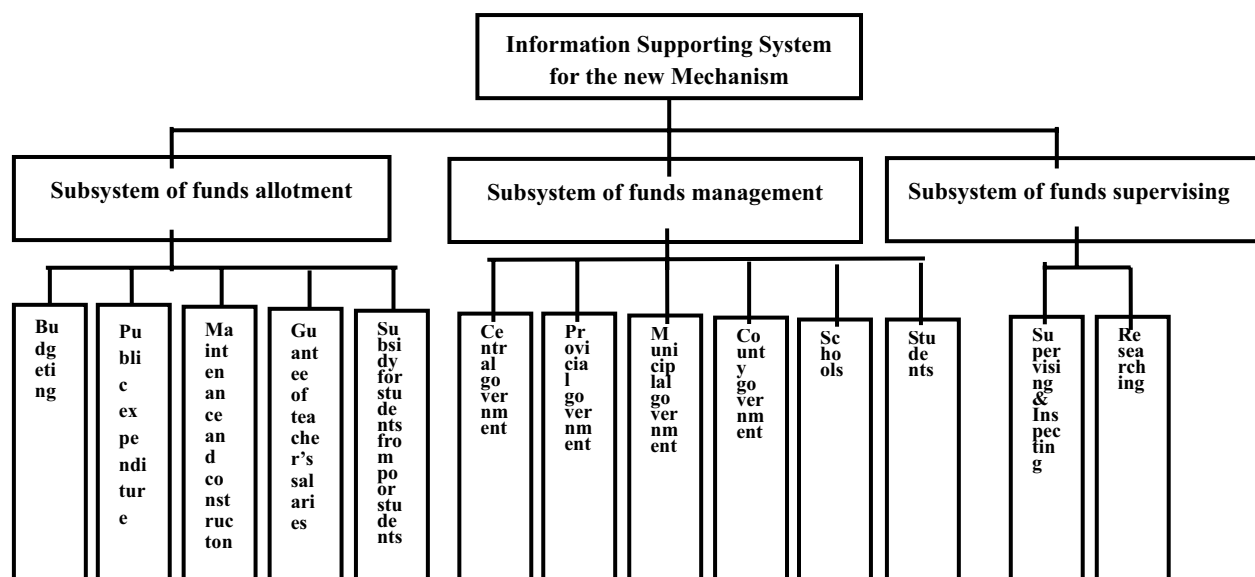 Information Supporting System
for the new Mechanism
Subsystem of funds allotment
Subsystem of funds management
Subsystem of funds supervising
Bu
dg
eti
ng
Pu
bli
c
ex
pe
ndi
tur
e
Ma
int
en
an
ce
an
d
co
nst
ruc
ton
Gu
ant
ee
of
tea
che
r's
sal
ari
es
Su
bsi
dy
for
stu
de
nts
fro
m
po
or
stu
de
nts
Ce
ntr
al
go
ver
nm
ent
Pr
ovi
cia
l
go
ver
nm
ent
M
uni
cip
lal
go
ver
nm
ent
Co
unt
y
go
ver
nm
ent
Sc
ho
ols
Stu
de
nts
Su
per
visi
ng
&
Ins
pec
tin
g
Re
sea
rch
ing